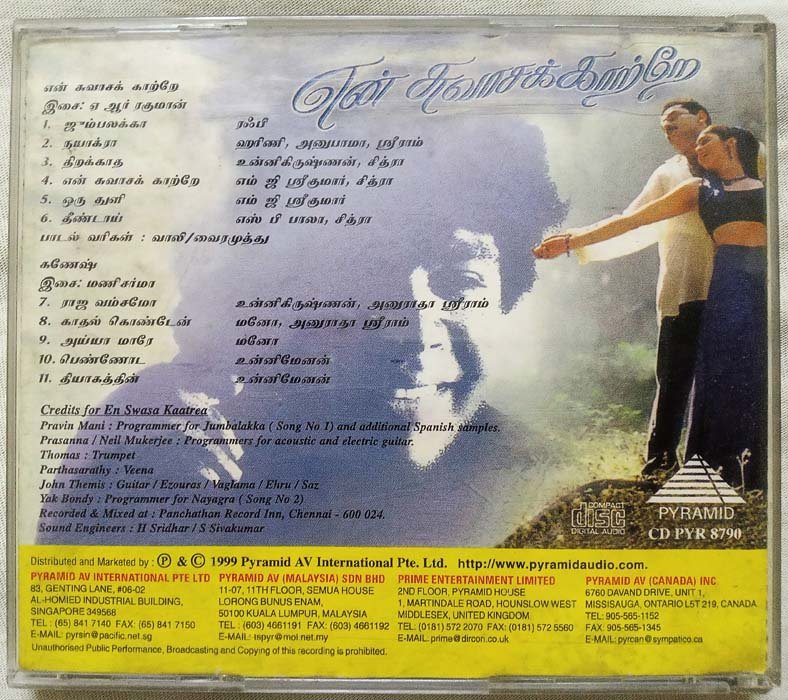 என் சுவாசக் காற்றே
என் சுவாசக் காற்றே
இசை: ஏ ஆர் ரகுமான்
1. ஜும்பலக்கா ரஃபி
2. நயாக்ரா ஹரிணி, அனுபாமா, ஸ்ரீராம்
3. திறக்காத உன்னிகிருஷ்ணன், சித்ரா
4. என் சுவாசக் காற்றே எம் ஜி ஸ்ரீகுமார், சித்ரா
5. ஒரு துளி எம் ஜி ஸ்ரீகுமார்
6. தீண்டாய் எஸ் பி பாலா, சித்ரா
பாடல் வரிகள் : வாலி/வைரமுத்து
கணேஷ்
இசை: மணிசர்மா
7. ராஜ வம்சமோ உன்னிகிருஷ்ணன், அனுராதா ஸ்ரீராம்
8. காதல் கொண்டேன் மனோ, அனுராதா ஸ்ரீராம்
9. அய்யா மாரே மனோ
10. பெண்ணோட உன்னிமேனன்
11. தியாகத்தின் உன்னிமேனன்
Credits for En Swasa Kaatrea
Pravin Mani : Programmer for Jumbalakka ( Song No 1) and additional Spanish samples.
Prasanna / Neil Mukerjee : Programmers for acoustic and electric guitar.
Thomas : Trumpet
Parthasarathy : Veena
John Themis : Guitar / Ezouras / Vaglama / Ehru / Saz
Yak Bondy : Programmer for Nayagra ( Song No 2)
Recorded & Mixed at : Panchathan Record Inn, Chennai - 600 024.
Sound Engineers : H Sridhar / S Sivakumar
COMPACT
disc
DIGITAL AUDIO
PYRAMID
CD PYR 8790
Distributed and Marketed by : Ⓟ & © 1999 Pyramid AV International Pte. Ltd. http://www.pyramidaudio.com
PYRAMID AV INTERNATIONAL PTE LTD
83, GENTING LANE, #06-02
AL-HOMIED INDUSTRIAL BUILDING,
SINGAPORE 349568
TEL : (65) 841 7140 FAX: (65) 841 7150
E-MAIL: pyrsin@pacific.net.sg
PYRAMID AV (MALAYSIA) SDN BHD
11-07, 11TH FLOOR, SEMUA HOUSE
LORONG BUNUS ENAM,
50100 KUALA LUMPUR, MALAYSIA
TEL: (603) 4661191 FAX: (603) 4661192
E-MAIL: tspyr@mol.net.my
PRIME ENTERTAINMENT LIMITED
2ND FLOOR, PYRAMID HOUSE
1, MARTINDALE ROAD, HOUNSLOW WEST
MIDDLESEX, UNITED KINGDOM
TEL: (0181) 572 2070 FAX: (0181) 572 5560
E-MAIL: prime@dircon.co.uk
PYRAMID AV (CANADA) INC.
6760 DAVAND DRIVE, UNIT 1,
MISSISAUGA, ONTARIO L5T 219, CANADA
TEL: 905-565-1152
FAX: 905-565-1345
E-MAIL: pyrcan@sympatico.ca
Unauthorised Public Performance, Broadcasting and Copying of this recording is prohibited.